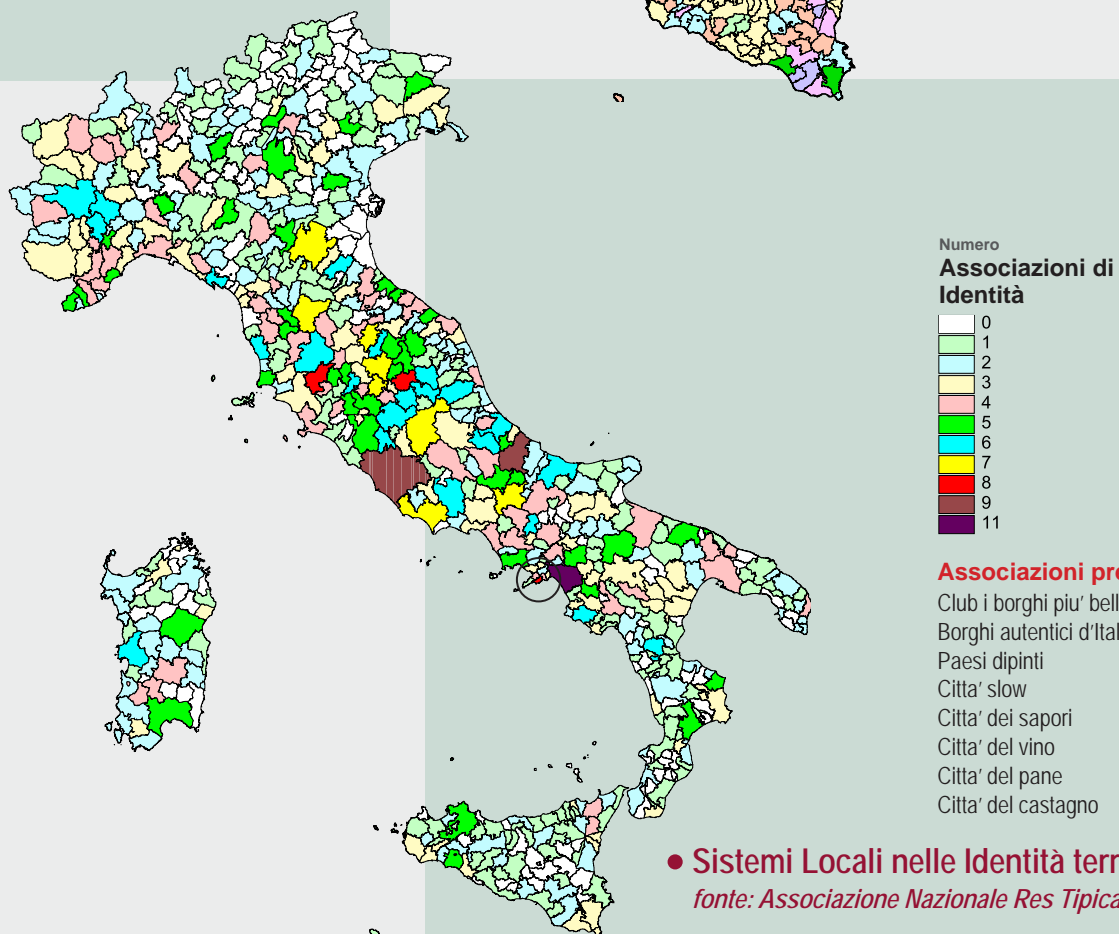 Numero
Associazioni di
Identità
0
1
2
3
4
5
6
7
8
9
11
Associazioni pre
Club i borghi piu' bell
Borghi autentici d'Ital
Paesi dipinti
Citta' slow
Citta' dei sapori
Citta' del vino
Citta' del pane
Citta' del castagno
• Sistemi Locali nelle Identità terr
fonte: Associazione Nazionale Res Tipica